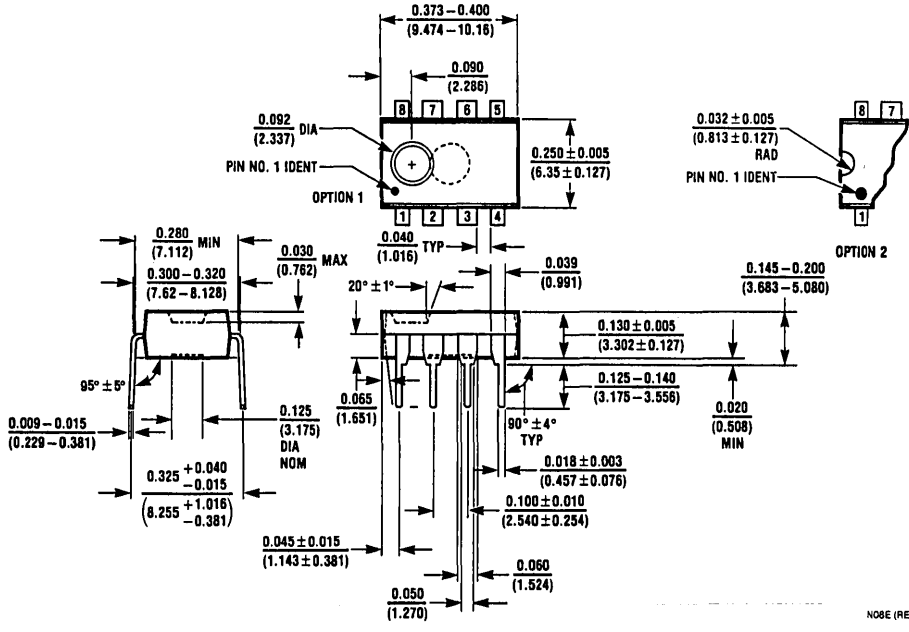 0.373–0.400
(9.474–10.16)
0.090
(2.286)
8 7 6 5
0.092 DIA
(2.337)
PIN NO. 1 IDENT
OPTION 1
1 2 3 4
0.250 ± 0.005
(6.35 ± 0.127)
8 7
0.032 ± 0.005
(0.813 ± 0.127)
RAD
PIN NO. 1 IDENT
1
OPTION 2
0.280 MIN
(7.112)
0.300–0.320
(7.62–8.128)
0.030 MAX
(0.762)
0.040 TYP
(1.016)
0.039
(0.991)
20° ± 1°
0.145–0.200
(3.683–5.080)
0.130 ± 0.005
(3.302 ± 0.127)
0.125–0.140
(3.175–3.556)
0.020
(0.508)
MIN
95° ± 5°
0.009–0.015
(0.229–0.381)
0.125
(3.175)
DIA
NOM
0.065
(1.651)
90° ± 4°
TYP
0.018 ± 0.003
(0.457 ± 0.076)
0.325 +0.040
−0.015
(8.255 +1.016
−0.381)
0.100 ± 0.010
(2.540 ± 0.254)
0.045 ± 0.015
(1.143 ± 0.381)
0.060
(1.524)
0.050
(1.270)
N08E (RE